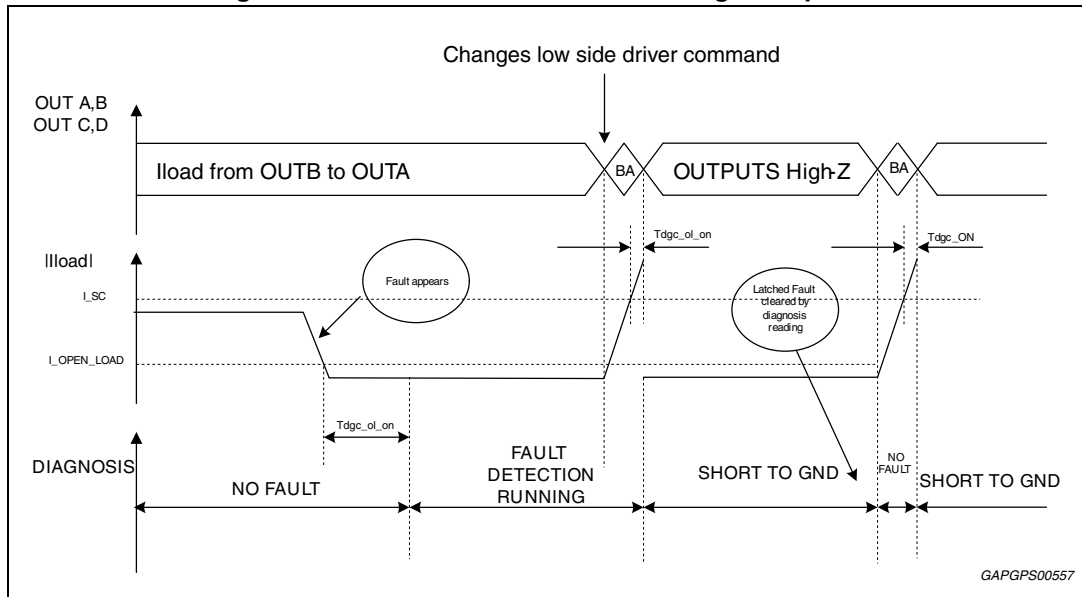 Changes low side driver command
OUT A,B
OUT C,D
Iload from OUTB to OUTA
BA
OUTPUTS High-Z
BA
Tdgc_ol_on
Tdgc_ON
|Iload|
I_SC
Fault appears
Latched Fault
cleared by
diagnosis
reading
I_OPEN_LOAD
Tdgc_ol_on
DIAGNOSIS
NO FAULT
FAULT
DETECTION
RUNNING
SHORT TO GND
NO
FAULT
SHORT TO GND
GAPGPS00557